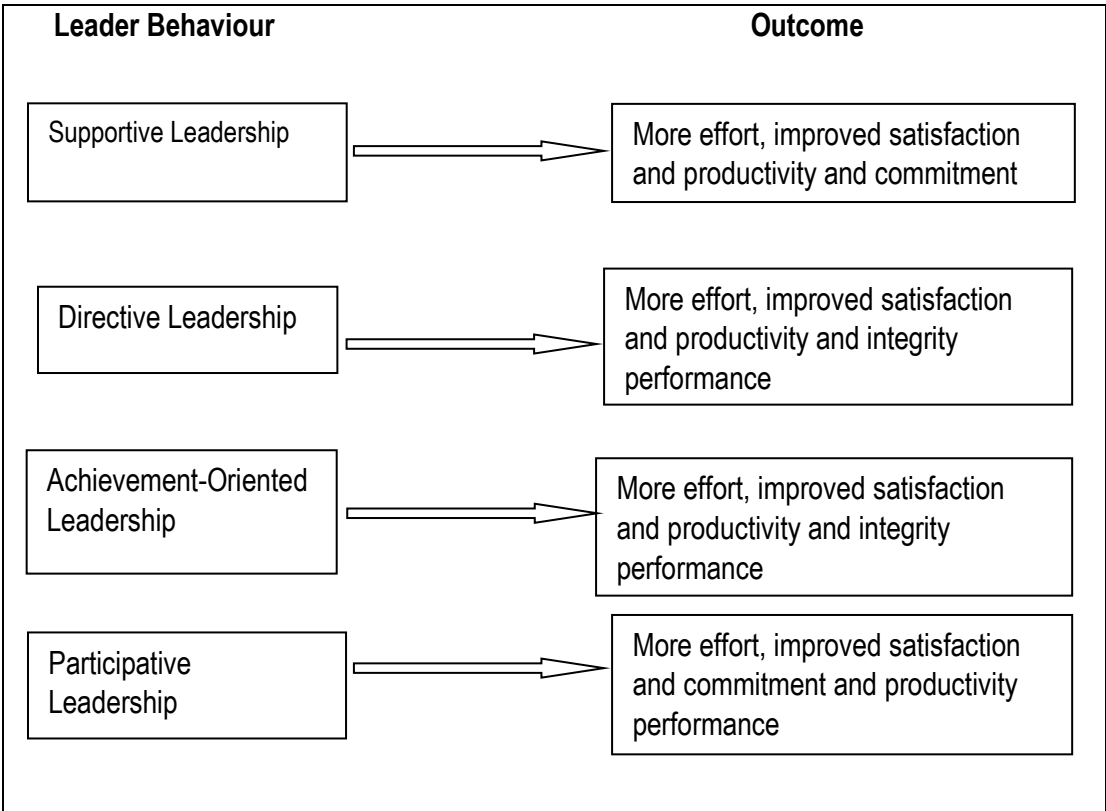 Leader Behaviour
Outcome
Supportive Leadership
More effort, improved satisfaction
and productivity and commitment
Directive Leadership
More effort, improved satisfaction
and productivity and integrity
performance
Achievement-Oriented
Leadership
More effort, improved satisfaction
and productivity and integrity
performance
Participative
Leadership
More effort, improved satisfaction
and commitment and productivity
performance